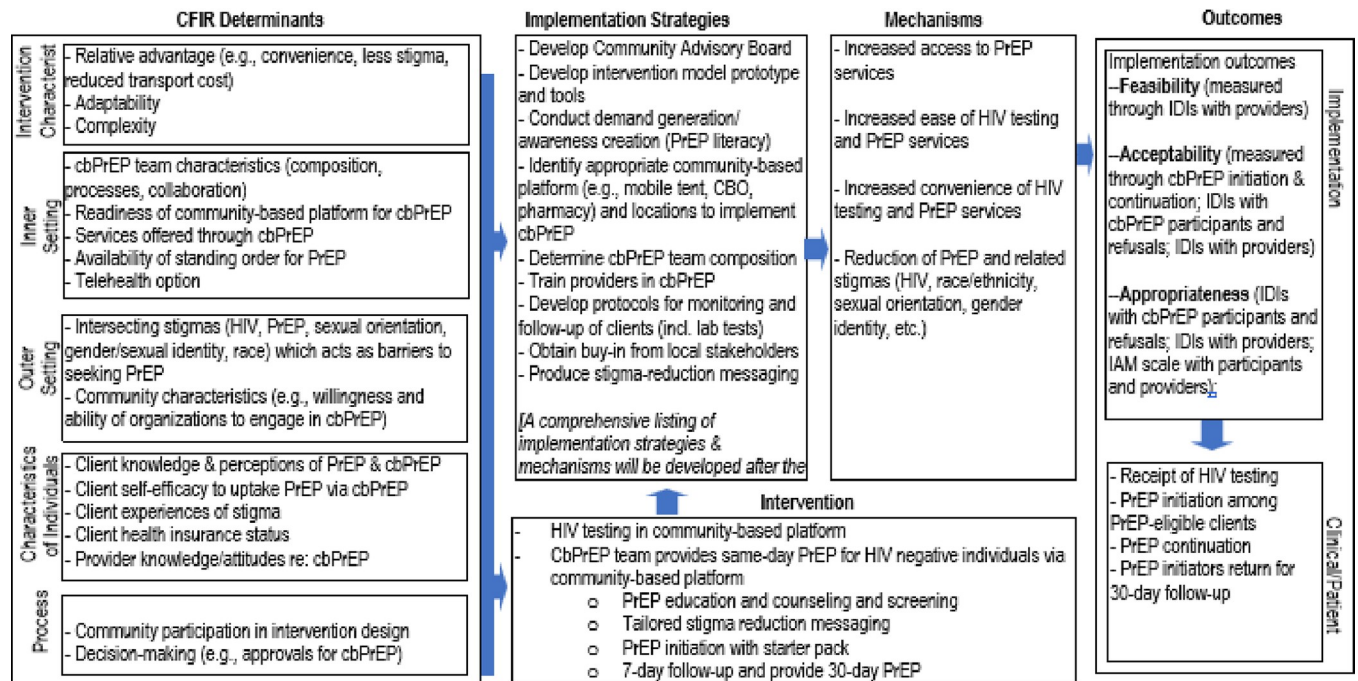 CFIR Determinants
Intervention
Characterist
- Relative advantage (e.g., convenience, less stigma,
reduced transport cost)
- Adaptability
- Complexity
Inner
Setting
- cbPrEP team characteristics (composition,
processes, collaboration)
- Readiness of community-based platform for cbPrEP
- Services offered through cbPrEP
- Availability of standing order for PrEP
- Telehealth option
Outer
Setting
- Intersecting stigmas (HIV, PrEP, sexual orientation,
gender/sexual identity, race) which acts as barriers to
seeking PrEP
- Community characteristics (e.g., willingness and
ability of organizations to engage in cbPrEP)
Characteristics
of Individuals
- Client knowledge & perceptions of PrEP & cbPrEP
- Client self-efficacy to uptake PrEP via cbPrEP
- Client experiences of stigma
- Client health insurance status
- Provider knowledge/attitudes re: cbPrEP
Process
- Community participation in intervention design
- Decision-making (e.g., approvals for cbPrEP)
Implementation Strategies
- Develop Community Advisory Board
- Develop intervention model prototype
and tools
- Conduct demand generation/
awareness creation (PrEP literacy)
- Identify appropriate community-based
platform (e.g., mobile tent, CBO,
pharmacy) and locations to implement
cbPrEP
- Determine cbPrEP team composition
- Train providers in cbPrEP
- Develop protocols for monitoring and
follow-up of clients (incl. lab tests)
- Obtain buy-in from local stakeholders
- Produce stigma-reduction messaging
[A comprehensive listing of
implementation strategies &
mechanisms will be developed after the
Mechanisms
- Increased access to PrEP
services
- Increased ease of HIV testing
and PrEP services
- Increased convenience of HIV
testing and PrEP services
- Reduction of PrEP and related
stigmas (HIV, race/ethnicity,
sexual orientation, gender
identity, etc.)
Intervention
- HIV testing in community-based platform
- CbPrEP team provides same-day PrEP for HIV negative individuals via
community-based platform
o PrEP education and counseling and screening
o Tailored stigma reduction messaging
o PrEP initiation with starter pack
o 7-day follow-up and provide 30-day PrEP
Outcomes
Implementation outcomes
--Feasibility (measured
through IDIs with providers)
--Acceptability (measured
through cbPrEP initiation &
continuation; IDIs with
cbPrEP participants and
refusals; IDIs with providers)
--Appropriateness (IDIs
with cbPrEP participants and
refusals; IDIs with providers;
IAM scale with participants
and providers);
Implementation
- Receipt of HIV testing
- PrEP initiation among
PrEP-eligible clients
- PrEP continuation
- PrEP initiators return for
30-day follow-up
Clinical/Patient